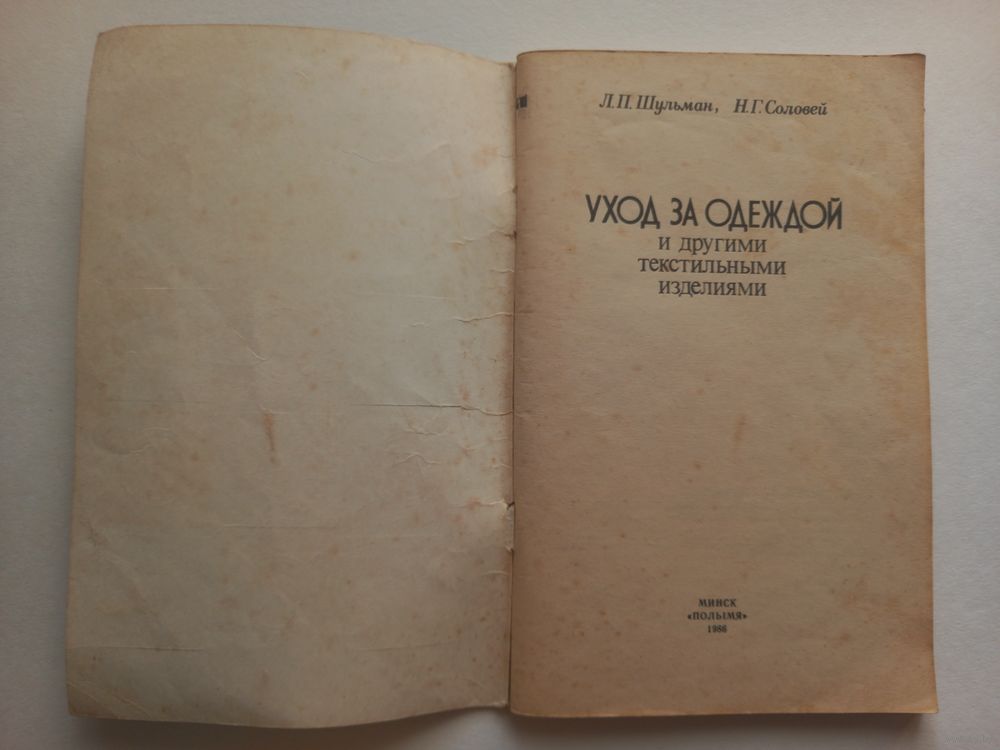 Л. П. Шульман, Н. Г. Соловей
УХОД ЗА ОДЕЖДОЙ
и другими
текстильными
изделиями
МИНСК
«ПОЛЫМЯ»
1986